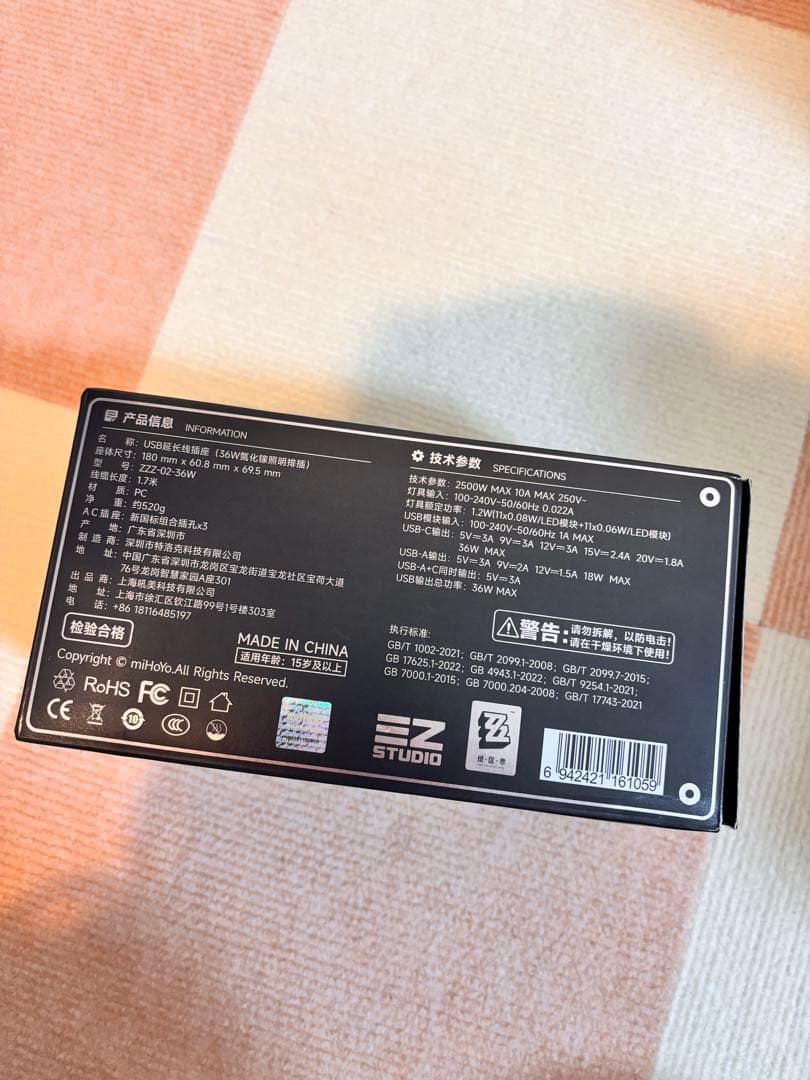 产品信息 INFORMATION
名 称：USB延长线插座（36W氮化镓照明排插）
座体尺寸：180 mm x 60.8 mm x 69.5 mm
型 号：ZZZ-02-36W
线缆长度：1.7米
材 质：PC
净 重：约520g
AC插座：新国标组合插孔x3
产 地：广东省深圳市
制 造 商：深圳市特洛克科技有限公司
地 址：中国广东省深圳市龙岗区宝龙街道宝龙社区宝荷大道
76号龙岗智慧家园A座301
出 品 商：上海吼美科技有限公司
地 址：上海市徐汇区钦江路99号1号楼303室
电 话：+86 18116485197
检验合格
MADE IN CHINA
适用年龄：15岁及以上
Copyright © miHoYo.All Rights Reserved.
RoHS FC
CE 10 CCC
技术参数 SPECIFICATIONS
技术参数：2500W MAX 10A MAX 250V~
灯具输入：100-240V~50/60Hz 0.022A
灯具额定功率：1.2W(11x0.08W/LED模块+11x0.06W/LED模块)
USB模块输入：100-240V~50/60Hz 1A MAX
USB-C输出：5V⎓3A 9V⎓3A 12V⎓3A 15V⎓2.4A 20V⎓1.8A
36W MAX
USB-A输出：5V⎓3A 9V⎓2A 12V⎓1.5A 18W MAX
USB-A+C同时输出：5V⎓3A
USB输出总功率：36W MAX
警告：请勿拆解，以防电击！
请在干燥环境下使用！
执行标准：
GB/T 1002-2021；GB/T 2099.1-2008；GB/T 2099.7-2015；
GB 17625.1-2022；GB 4943.1-2022；GB/T 9254.1-2021；
GB 7000.1-2015；GB 7000.204-2008；GB/T 17743-2021
EZ
STUDIO
绝·区·零
6 942421 161059